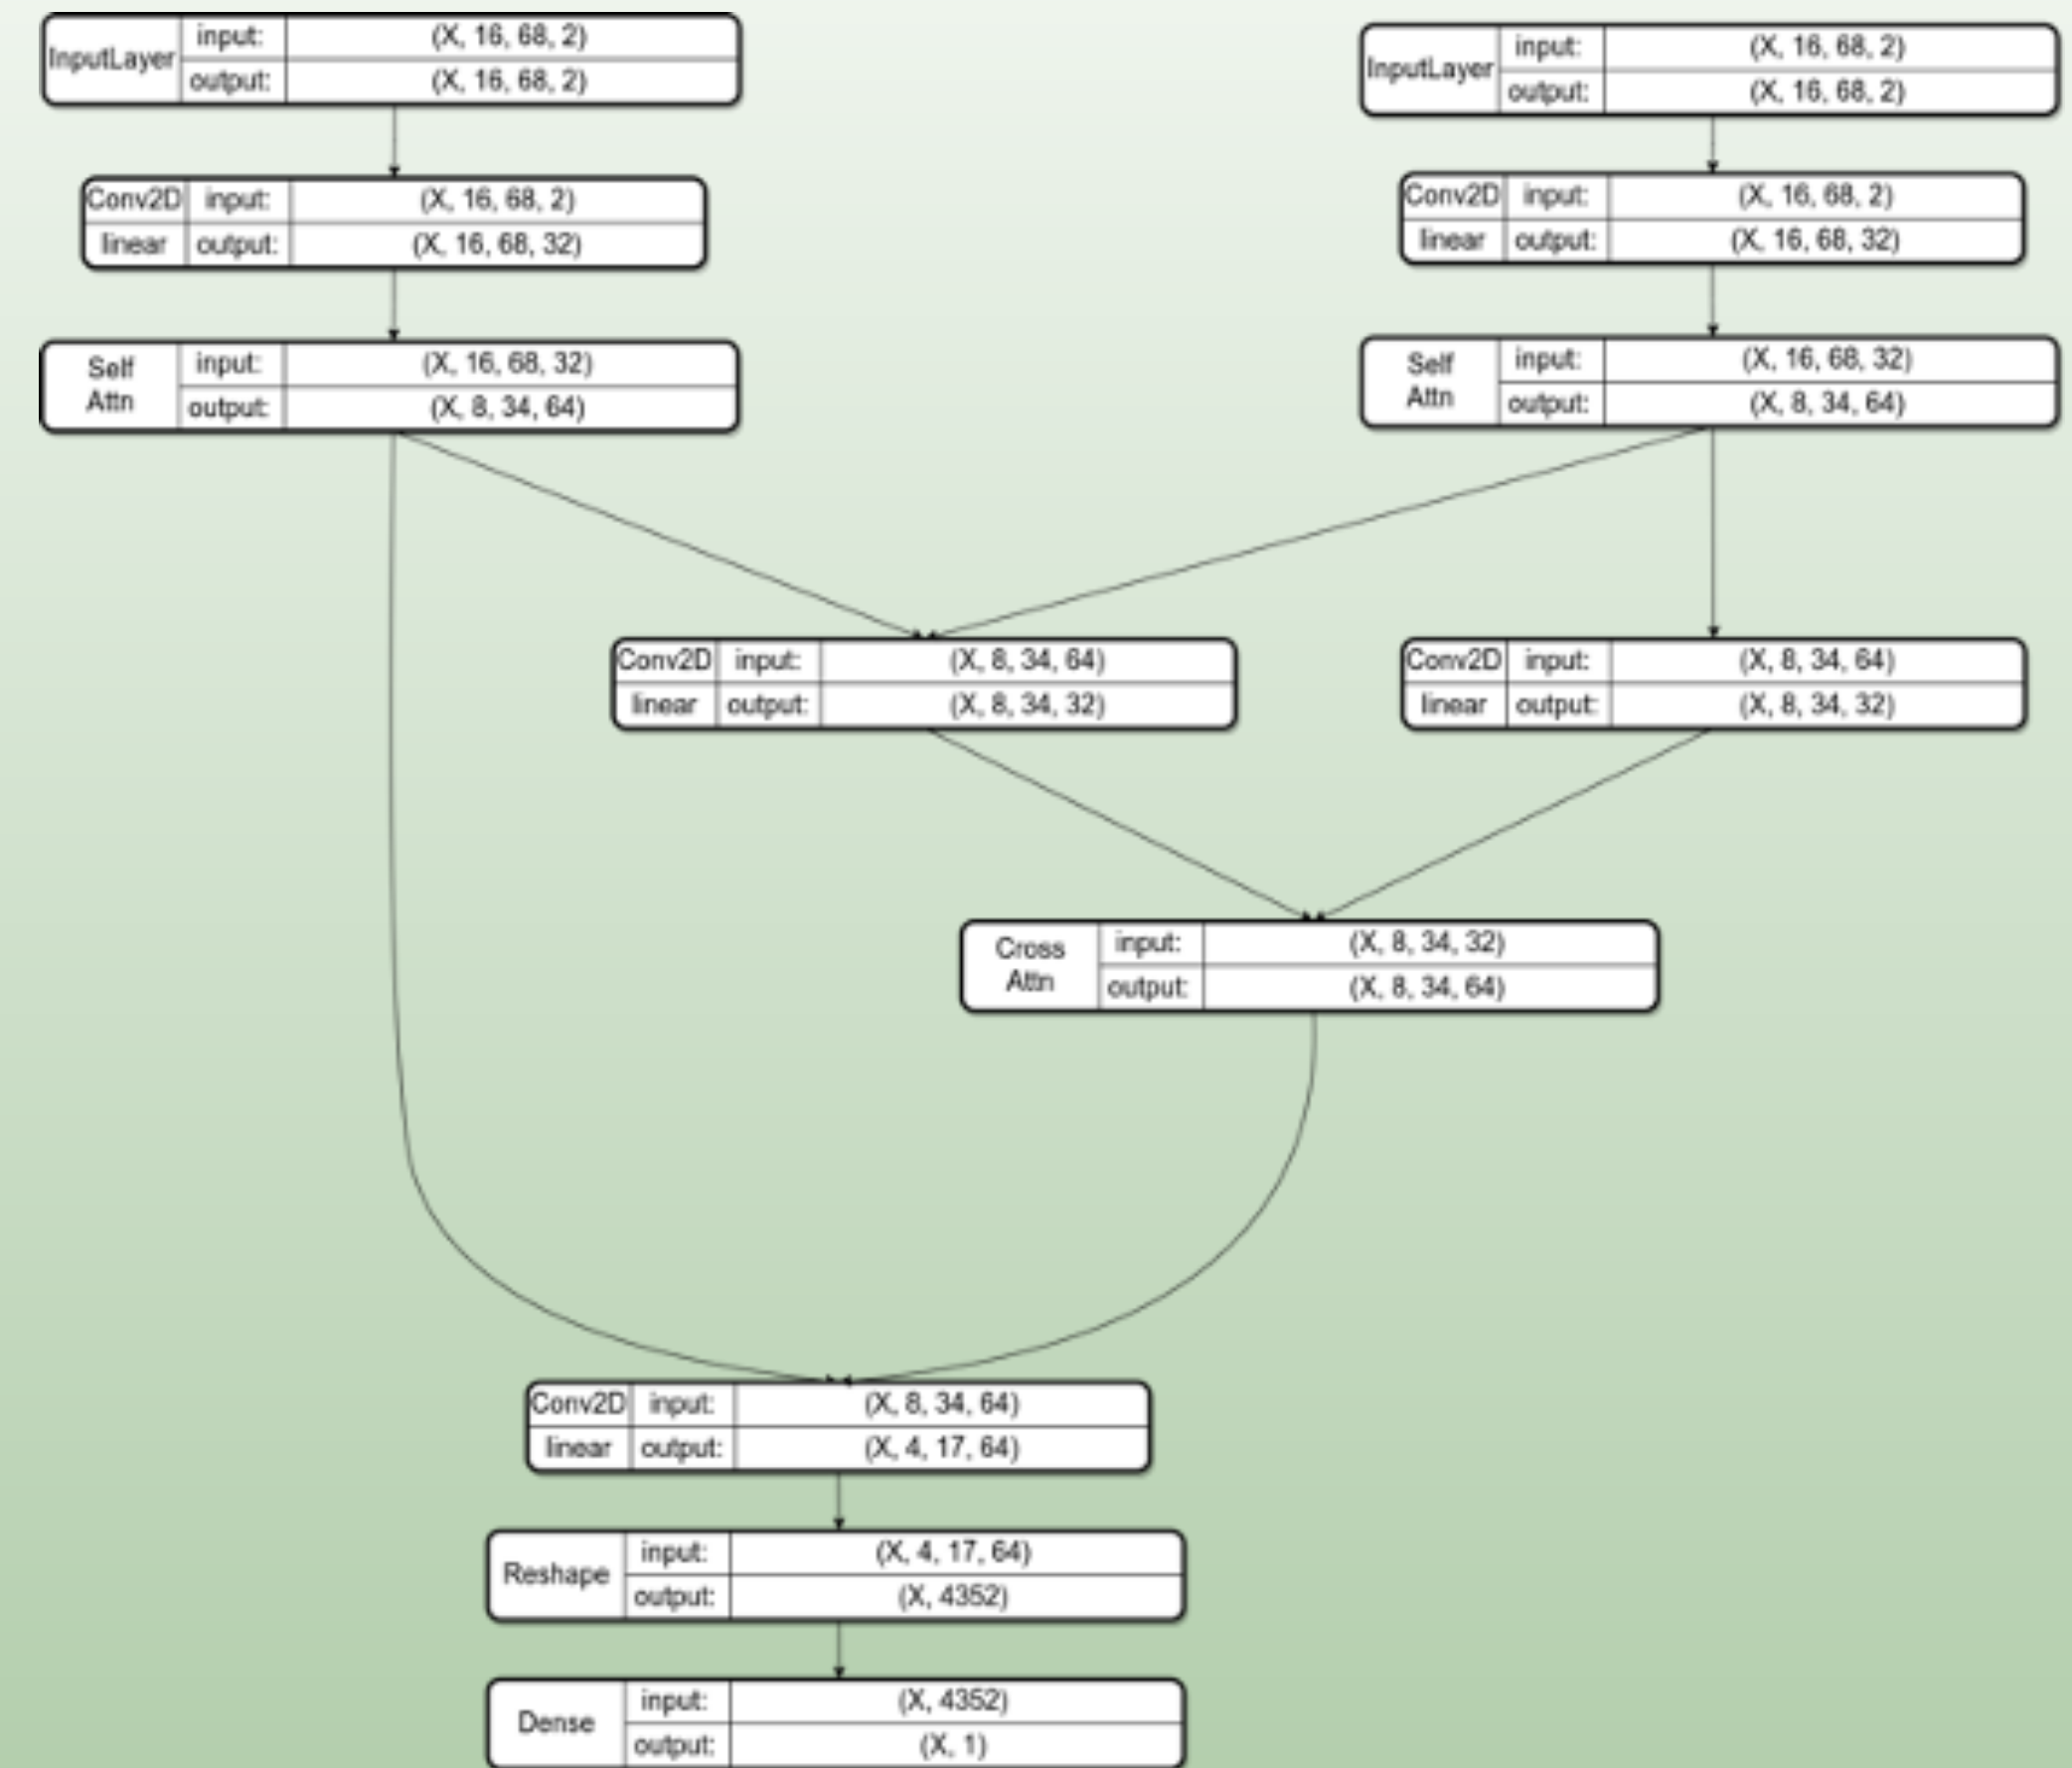 InputLayer input: (X, 16, 68, 2)
output: (X, 16, 68, 2)
InputLayer input: (X, 16, 68, 2)
output: (X, 16, 68, 2)
Conv2D input: (X, 16, 68, 2)
linear output: (X, 16, 68, 32)
Conv2D input: (X, 16, 68, 2)
linear output: (X, 16, 68, 32)
Self Attn input: (X, 16, 68, 32)
output: (X, 8, 34, 64)
Self Attn input: (X, 16, 68, 32)
output: (X, 8, 34, 64)
Conv2D input: (X, 8, 34, 64)
linear output: (X, 8, 34, 32)
Conv2D input: (X, 8, 34, 64)
linear output: (X, 8, 34, 32)
Cross Attn input: (X, 8, 34, 32)
output: (X, 8, 34, 64)
Conv2D input: (X, 8, 34, 64)
linear output: (X, 4, 17, 64)
Reshape input: (X, 4, 17, 64)
output: (X, 4352)
Dense input: (X, 4352)
output: (X, 1)